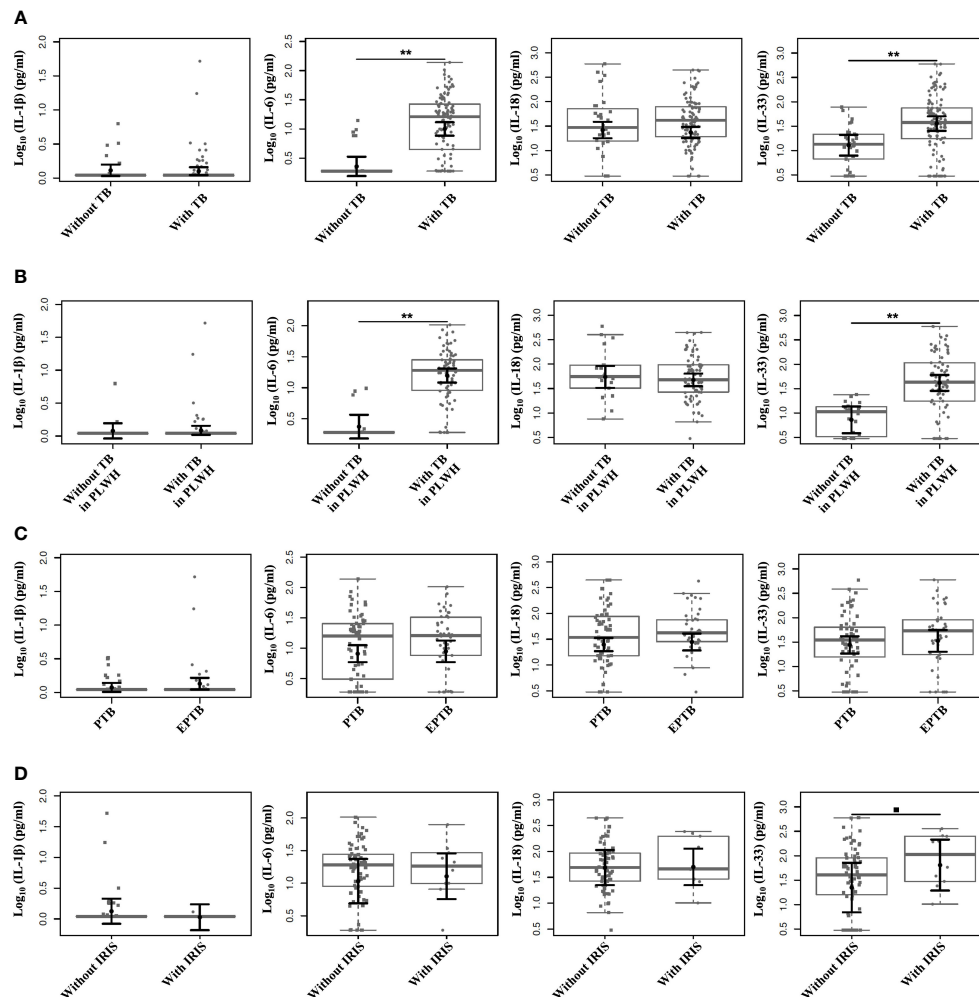 A
Log10 (IL-1β) (pg/ml)
0.0 0.5 1.0 1.5 2.0
Without TB
With TB
Log10 (IL-6) (pg/ml)
0.5 1.0 1.5 2.0 2.5
**
Without TB
With TB
Log10 (IL-18) (pg/ml)
0.5 1.0 1.5 2.0 2.5 3.0
Without TB
With TB
Log10 (IL-33) (pg/ml)
0.5 1.0 1.5 2.0 2.5 3.0
**
Without TB
With TB
B
Log10 (IL-1β) (pg/ml)
0.0 0.5 1.0 1.5 2.0
Without TB
in PLWH
With TB
in PLWH
Log10 (IL-6) (pg/ml)
0.5 1.0 1.5 2.0
**
Without TB
in PLWH
With TB
in PLWH
Log10 (IL-18) (pg/ml)
0.5 1.0 1.5 2.0 2.5 3.0
Without TB
in PLWH
With TB
in PLWH
Log10 (IL-33) (pg/ml)
0.5 1.0 1.5 2.0 2.5 3.0
**
Without TB
in PLWH
With TB
in PLWH
C
Log10 (IL-1β) (pg/ml)
0.0 0.5 1.0 1.5 2.0
PTB
EPTB
Log10 (IL-6) (pg/ml)
0.5 1.0 1.5 2.0 2.5
PTB
EPTB
Log10 (IL-18) (pg/ml)
0.5 1.0 1.5 2.0 2.5 3.0
PTB
EPTB
Log10 (IL-33) (pg/ml)
0.5 1.0 1.5 2.0 2.5 3.0
PTB
EPTB
D
Log10 (IL-1β) (pg/ml)
0.0 0.5 1.0 1.5 2.0
Without IRIS
With IRIS
Log10 (IL-6) (pg/ml)
0.5 1.0 1.5 2.0
Without IRIS
With IRIS
Log10 (IL-18) (pg/ml)
0.5 1.0 1.5 2.0 2.5 3.0
Without IRIS
With IRIS
Log10 (IL-33) (pg/ml)
0.5 1.0 1.5 2.0 2.5 3.0
Without IRIS
With IRIS